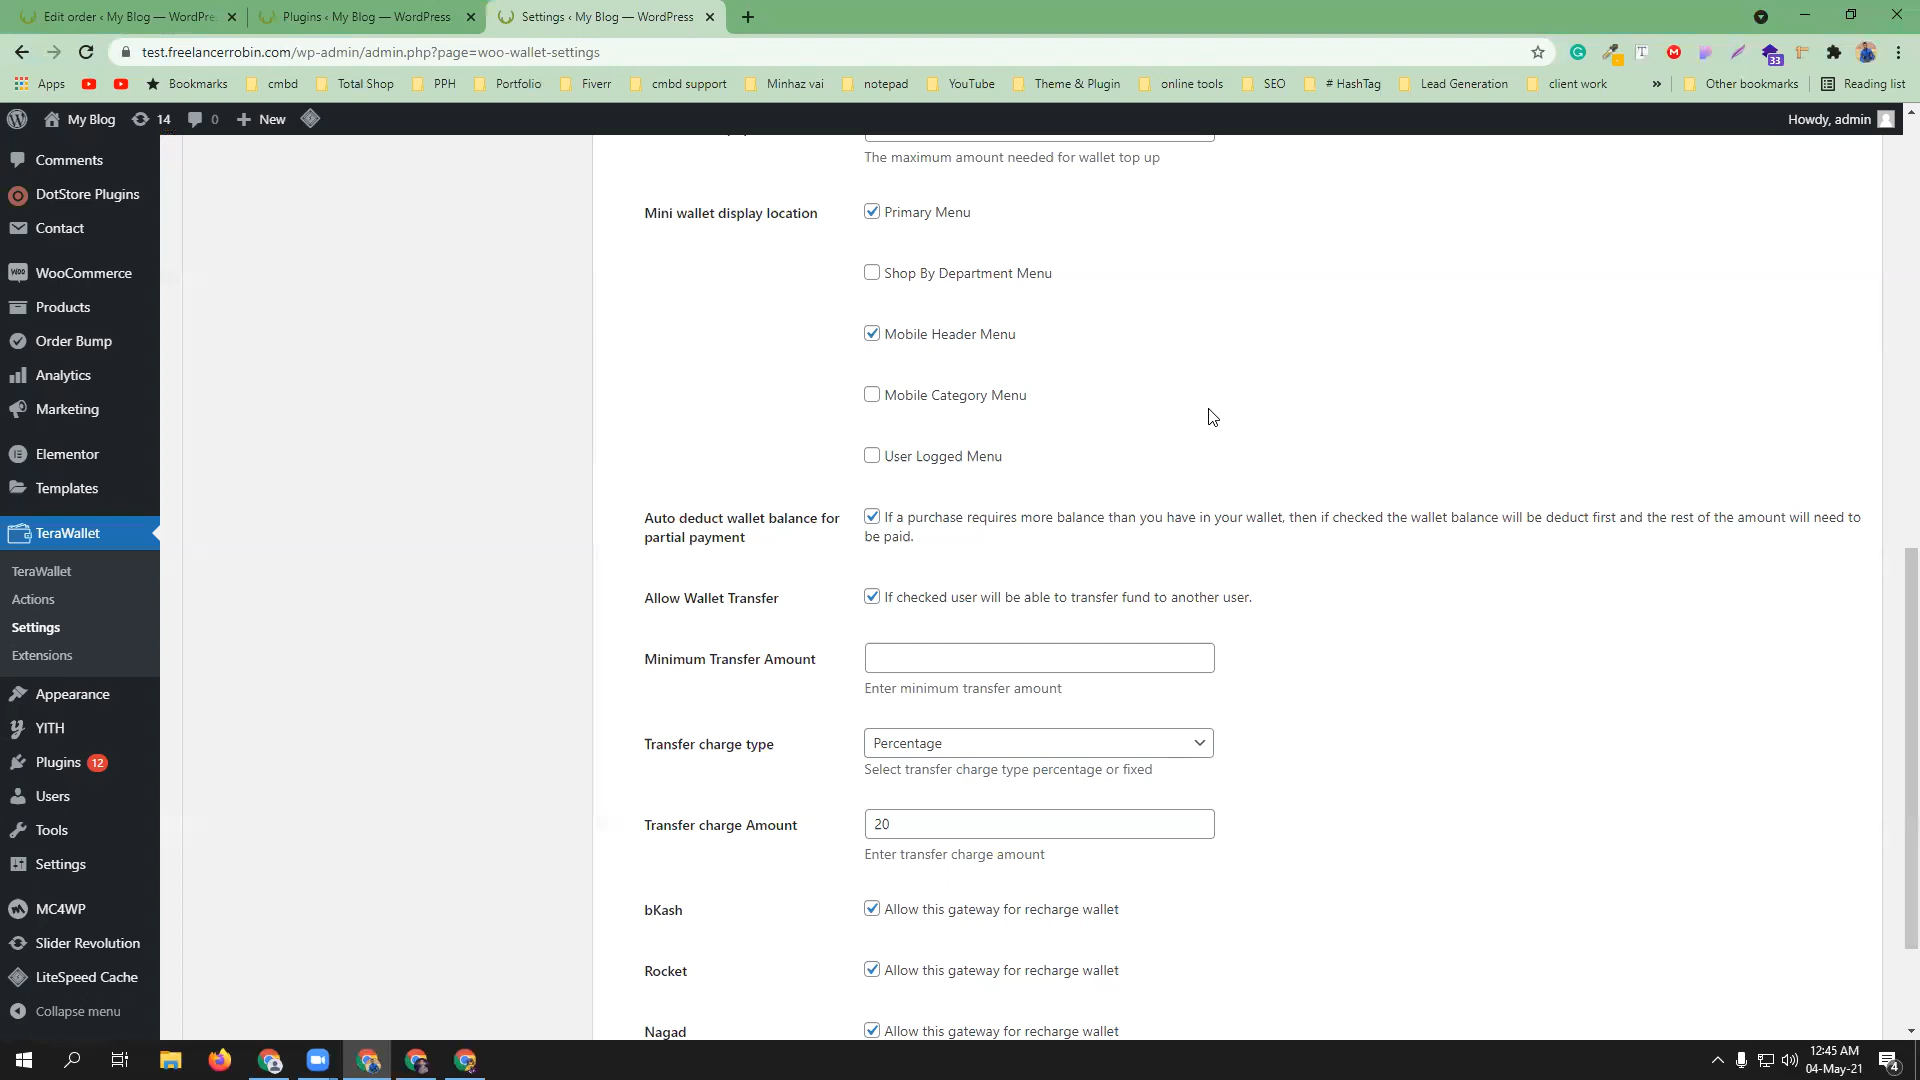 Edit order ‹ My Blog — WordPre
Plugins ‹ My Blog — WordPress
Settings ‹ My Blog — WordPress
test.freelancerrobin.com/wp-admin/admin.php?page=woo-wallet-settings
33
Apps
Bookmarks
cmbd
Total Shop
PPH
Portfolio
Fiverr
cmbd support
Minhaz vai
notepad
YouTube
Theme & Plugin
online tools
SEO
# HashTag
Lead Generation
client work
»
Other bookmarks
Reading list
My Blog
14
0
New
Howdy, admin
Comments
DotStore Plugins
Contact
WooCommerce
Products
Order Bump
Analytics
Marketing
Elementor
Templates
TeraWallet
TeraWallet
Actions
Settings
Extensions
Appearance
YITH
Plugins 12
Users
Tools
Settings
MC4WP
Slider Revolution
LiteSpeed Cache
Collapse menu
The maximum amount needed for wallet top up
Mini wallet display location
Primary Menu
Shop By Department Menu
Mobile Header Menu
Mobile Category Menu
User Logged Menu
Auto deduct wallet balance for
partial payment
If a purchase requires more balance than you have in your wallet, then if checked the wallet balance will be deduct first and the rest of the amount will need to
be paid.
Allow Wallet Transfer
If checked user will be able to transfer fund to another user.
Minimum Transfer Amount
Enter minimum transfer amount
Transfer charge type
Percentage
Select transfer charge type percentage or fixed
Transfer charge Amount
20
Enter transfer charge amount
bKash
Allow this gateway for recharge wallet
Rocket
Allow this gateway for recharge wallet
Nagad
Allow this gateway for recharge wallet
12:45 AM
04-May-21
4